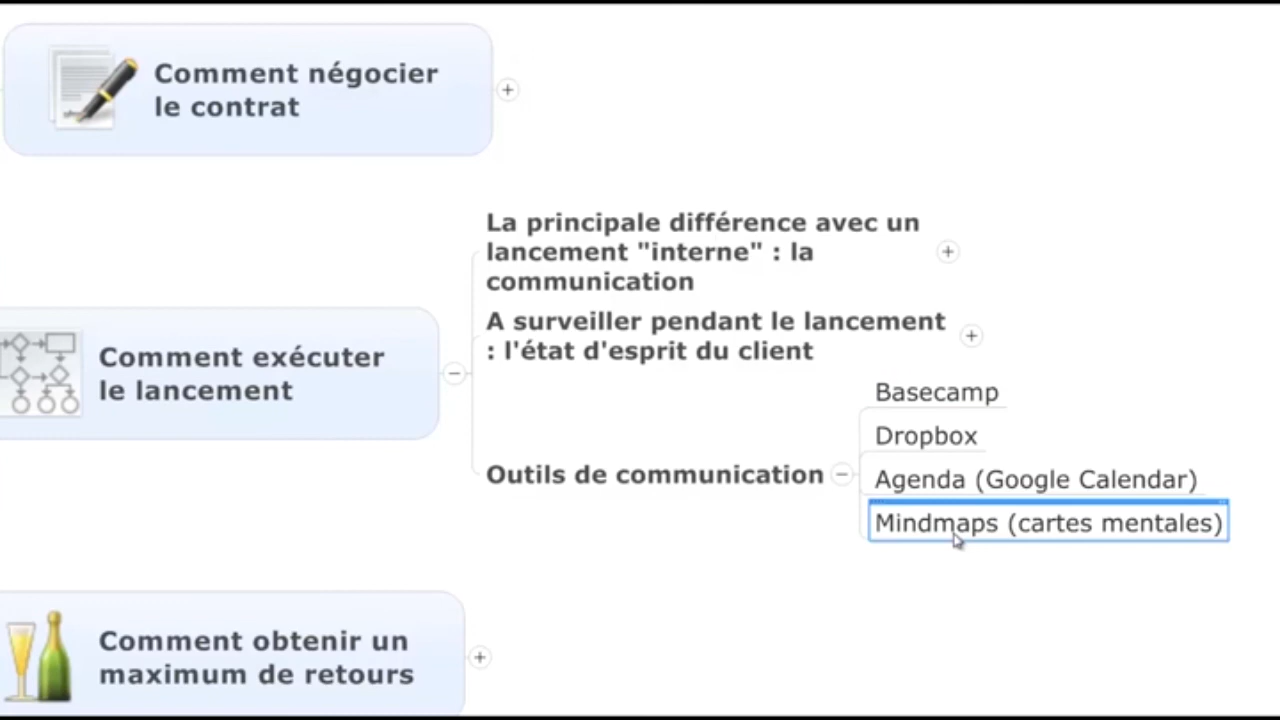 Comment négocier
le contrat
La principale différence avec un
lancement "interne" : la
communication
A surveiller pendant le lancement
: l'état d'esprit du client
Comment exécuter
le lancement
Basecamp
Dropbox
Outils de communication
Agenda (Google Calendar)
Mindmaps (cartes mentales)
Comment obtenir un
maximum de retours